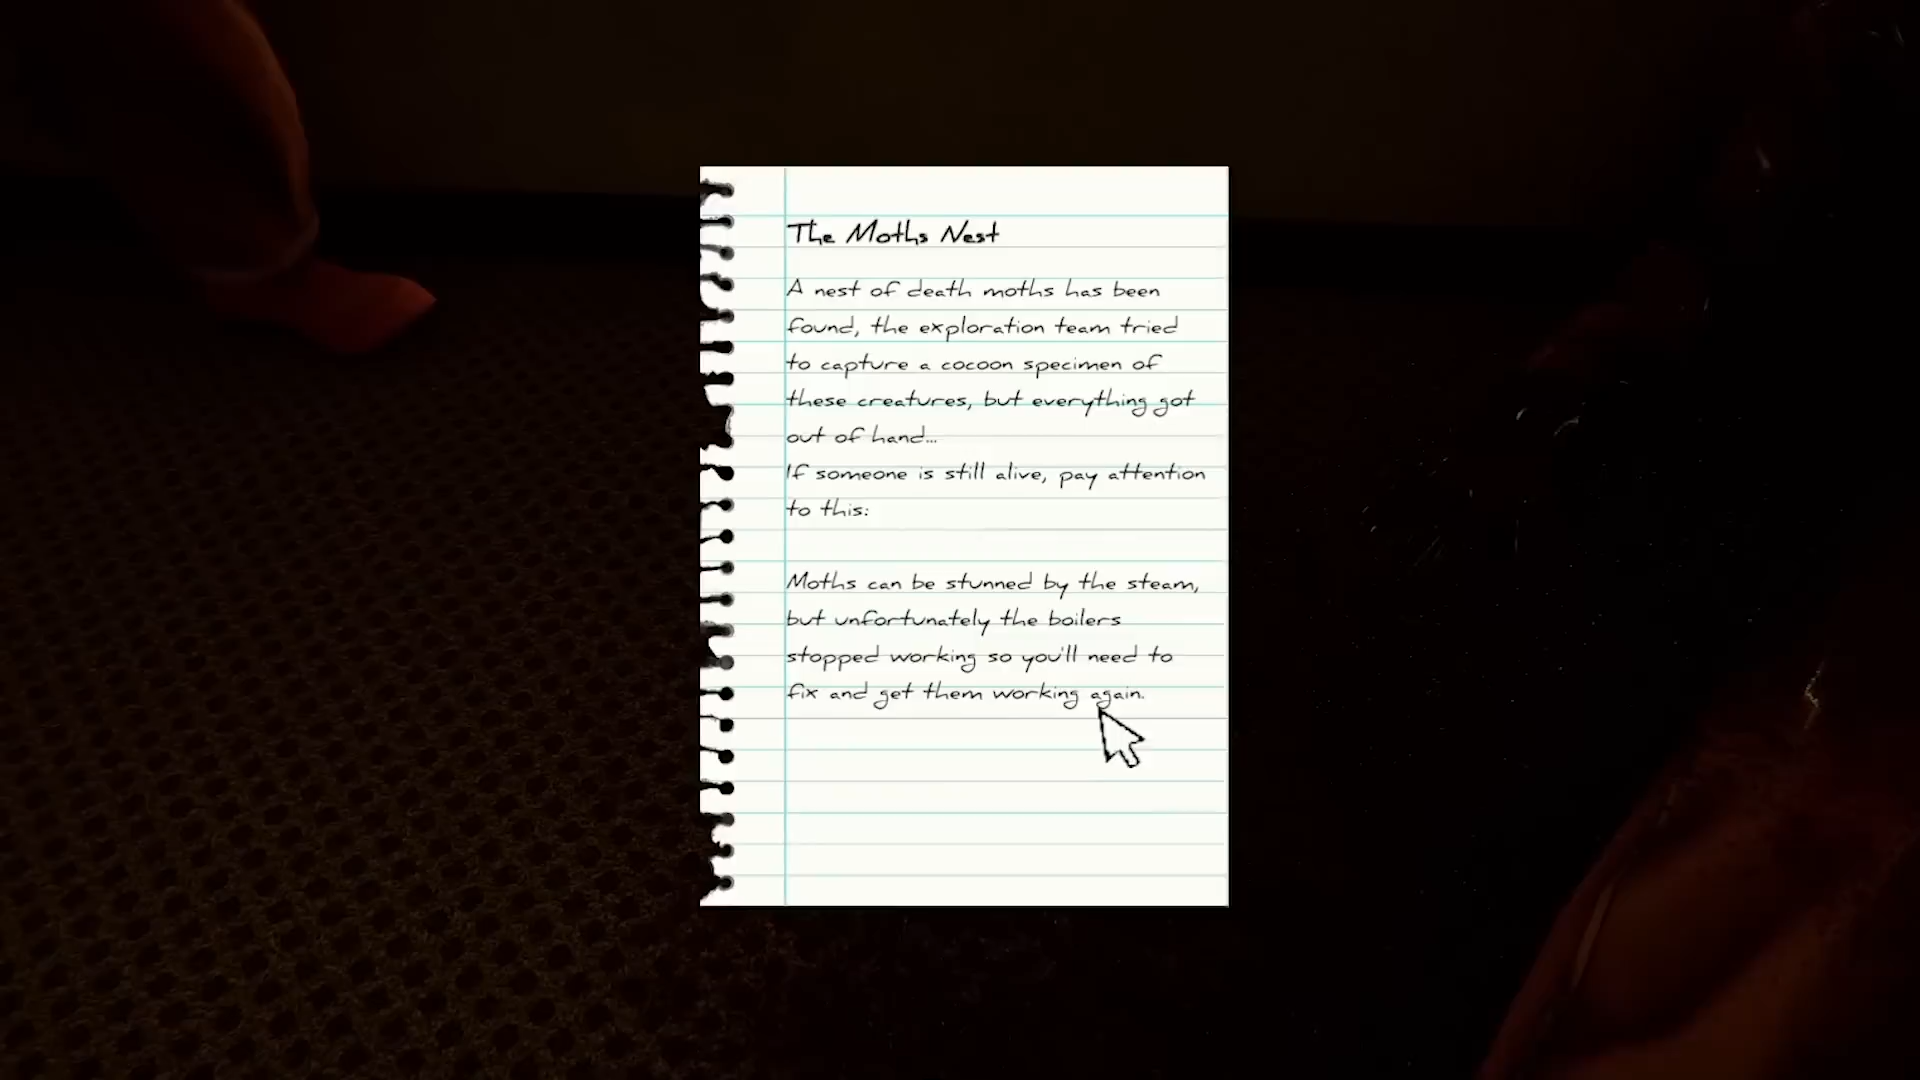 The Moths Nest
A nest of death moths has been
found, the exploration team tried
to capture a cocoon specimen of
these creatures, but everything got
out of hand...
If someone is still alive, pay attention
to this:
Moths can be stunned by the steam,
but unfortunately the boilers
stopped working so you'll need to
fix and get them working again.